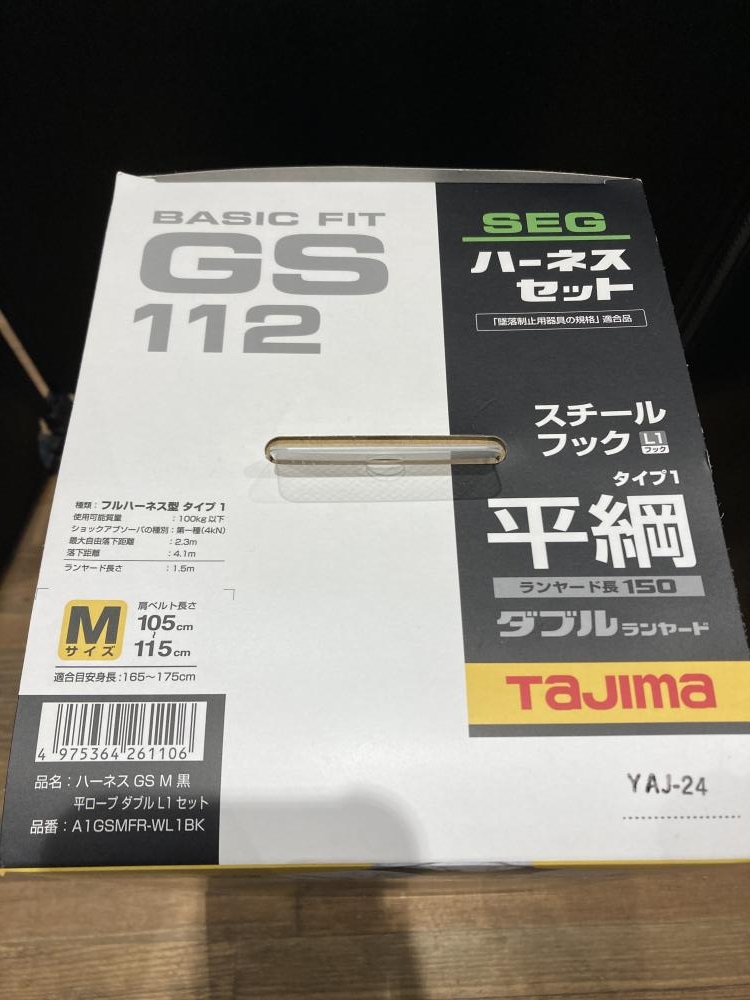 BASIC FIT
GS
112
SEG
ハーネス
セット
「墜落制止用器具の規格」適合品
スチール
フック L1
フック
タイプ1
平綱
ランヤード長 150
ダブルランヤード
TaJIma
種類:フルハーネス型 タイプ1
使用可能質量 :100kg以下
ショックアブソーバの種別:第一種(4kN)
最大自由落下距離 :2.3m
落下距離 :4.1m
ランヤード長さ :1.5m
M
サイズ
肩ベルト長さ
105cm
~
115cm
適合目安身長:165~175cm
4 975364 261106
品名:ハーネス GS M 黒
平ロープ ダブル L1 セット
品番:A1GSMFR-WL1BK
YAJ-24